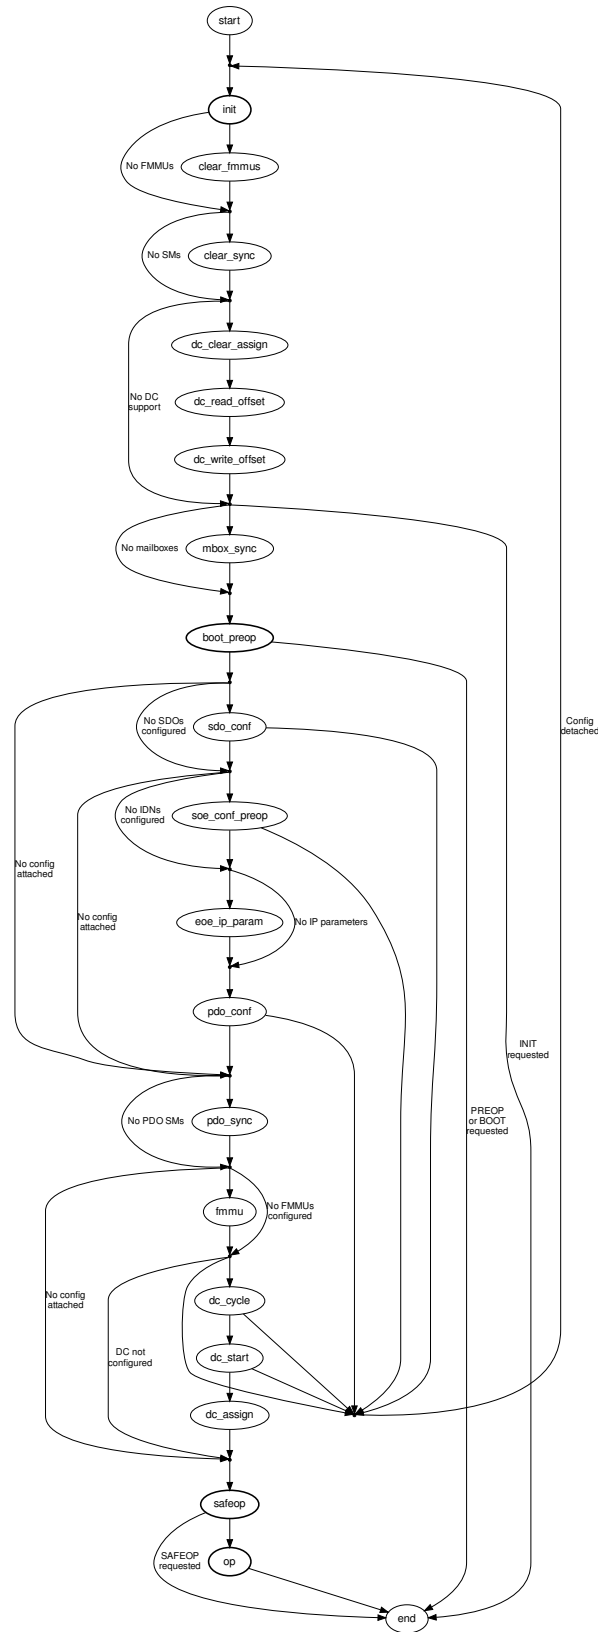 start
init
No FMMUs
clear_fmmus
No SMs
clear_sync
dc_clear_assign
No DC
support
dc_read_offset
dc_write_offset
No mailboxes
mbox_sync
boot_preop
No SDOs
configured
sdo_conf
Config
detached
No IDNs
configured
soe_conf_preop
No config
attached
No config
attached
eoe_ip_param
No IP parameters
pdo_conf
INIT
requested
No PDO SMs
pdo_sync
PREOP
or BOOT
requested
fmmu
No FMMUs
configured
No config
attached
dc_cycle
DC not
configured
dc_start
dc_assign
safeop
SAFEOP
requested
op
end